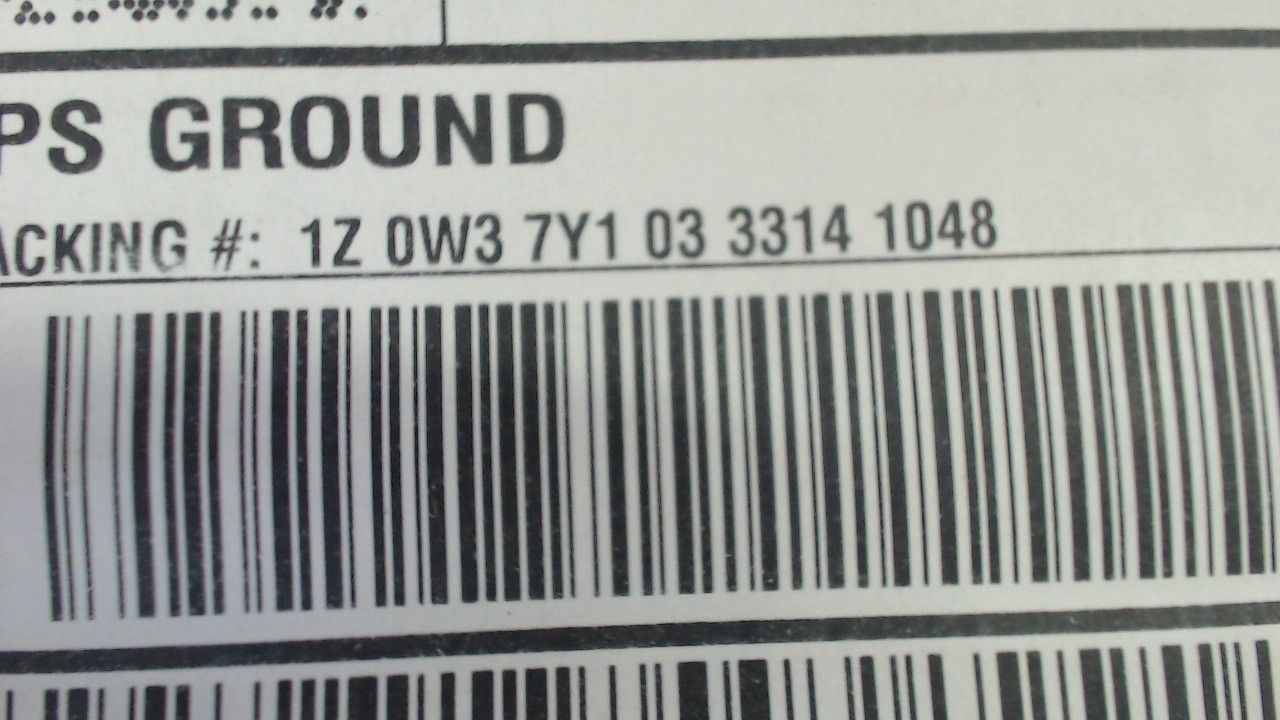 PS GROUND
ACKING #: 1Z 0W3 7Y1 03 3314 1048